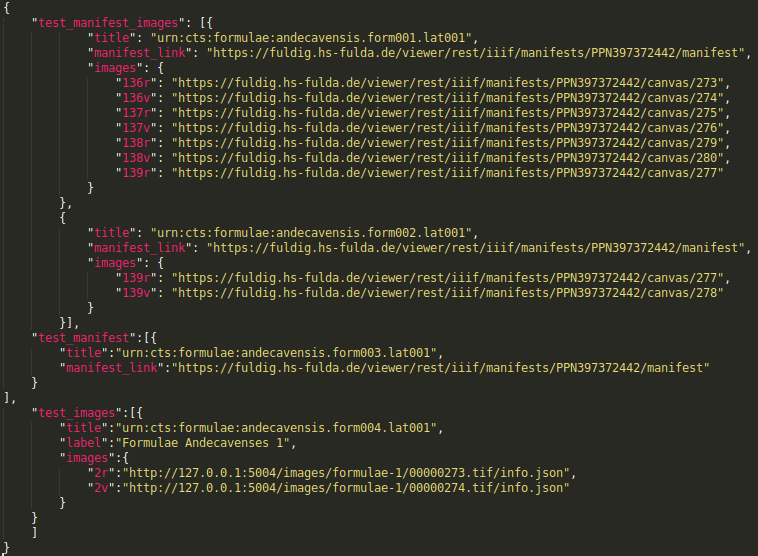 {
    "test_manifest_images": [{
            "title": "urn:cts:formulae:andecavensis.form001.lat001",
            "manifest_link": "https://fuldig.hs-fulda.de/viewer/rest/iiif/manifests/PPN397372442/manifest",
            "images": {
                "136r": "https://fuldig.hs-fulda.de/viewer/rest/iiif/manifests/PPN397372442/canvas/273",
                "136v": "https://fuldig.hs-fulda.de/viewer/rest/iiif/manifests/PPN397372442/canvas/274",
                "137r": "https://fuldig.hs-fulda.de/viewer/rest/iiif/manifests/PPN397372442/canvas/275",
                "137v": "https://fuldig.hs-fulda.de/viewer/rest/iiif/manifests/PPN397372442/canvas/276",
                "138r": "https://fuldig.hs-fulda.de/viewer/rest/iiif/manifests/PPN397372442/canvas/279",
                "138v": "https://fuldig.hs-fulda.de/viewer/rest/iiif/manifests/PPN397372442/canvas/280",
                "139r": "https://fuldig.hs-fulda.de/viewer/rest/iiif/manifests/PPN397372442/canvas/277"
            }
        },
        {
            "title": "urn:cts:formulae:andecavensis.form002.lat001",
            "manifest_link": "https://fuldig.hs-fulda.de/viewer/rest/iiif/manifests/PPN397372442/manifest",
            "images": {
                "139r": "https://fuldig.hs-fulda.de/viewer/rest/iiif/manifests/PPN397372442/canvas/277",
                "139v": "https://fuldig.hs-fulda.de/viewer/rest/iiif/manifests/PPN397372442/canvas/278"
            }
        }],
    "test_manifest":[{
        "title":"urn:cts:formulae:andecavensis.form003.lat001",
        "manifest_link":"https://fuldig.hs-fulda.de/viewer/rest/iiif/manifests/PPN397372442/manifest"
    }
],
    "test_images":[{
        "title":"urn:cts:formulae:andecavensis.form004.lat001",
        "label":"Formulae Andecavenses 1",
        "images":{
            "2r":"http://127.0.0.1:5004/images/formulae-1/00000273.tif/info.json",
            "2v":"http://127.0.0.1:5004/images/formulae-1/00000274.tif/info.json"
        }
    }
    ]
}